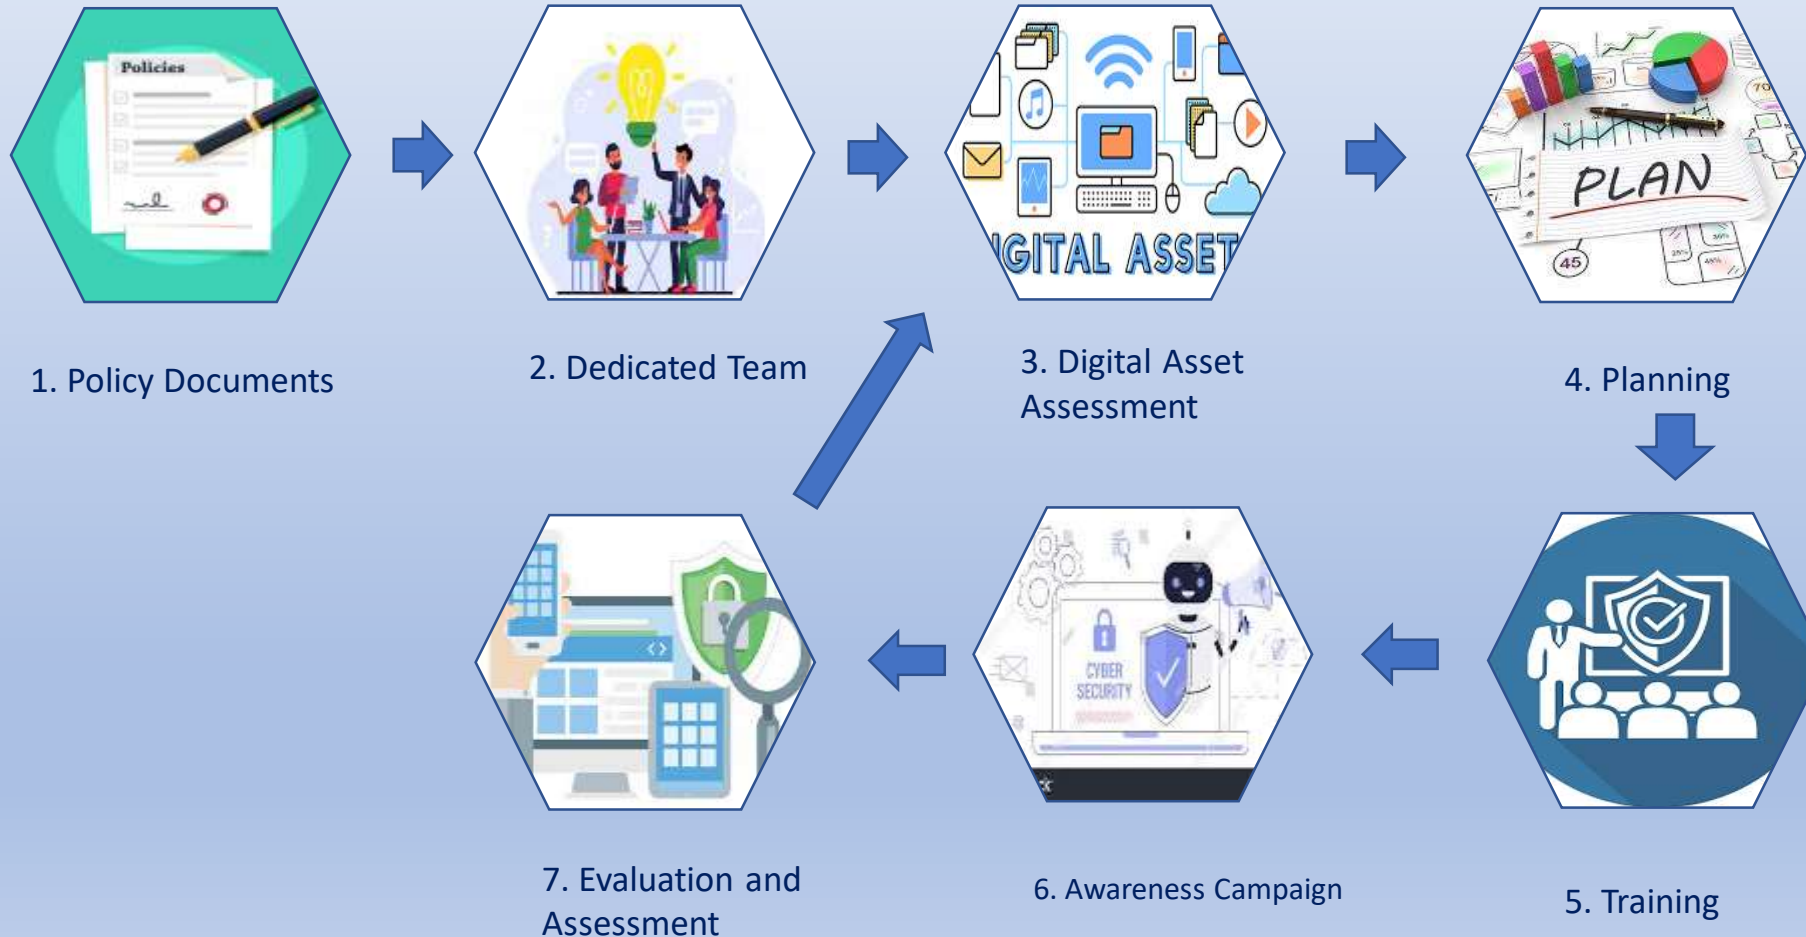 Policies
IGITAL ASSET
PLAN
70
45
1. Policy Documents
2. Dedicated Team
3. Digital Asset
Assessment
4. Planning
CYBER
SECURITY
7. Evaluation and
Assessment
6. Awareness Campaign
5. Training